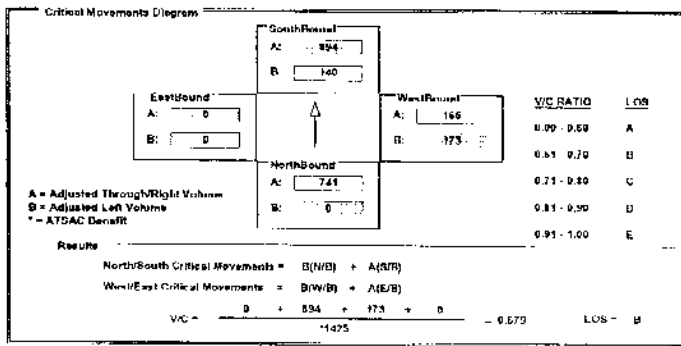 Critical Movements Diagram
SouthBound
A: 894
B: 140
EastBound
A: 0
B: 0
WestBound
A:
B: 173
NorthBound
A: 741
B: 0
V/C RATIO LOS
0.00 - 0.60 A
0.61 - 0.70 B
0.71 - 0.80 C
0.81 - 0.90 D
0.91 - 1.00 E
A = Adjusted Through/Right Volume
B = Adjusted Left Volume
* = ATSAC Benefit
Results
North/South Critical Movements = B(N/B) + A(S/B)
West/East Critical Movements = B(W/B) + A(E/B)
V/C = 0 + 894 + 173 + 0 = 0.679 LOS = B
*1425